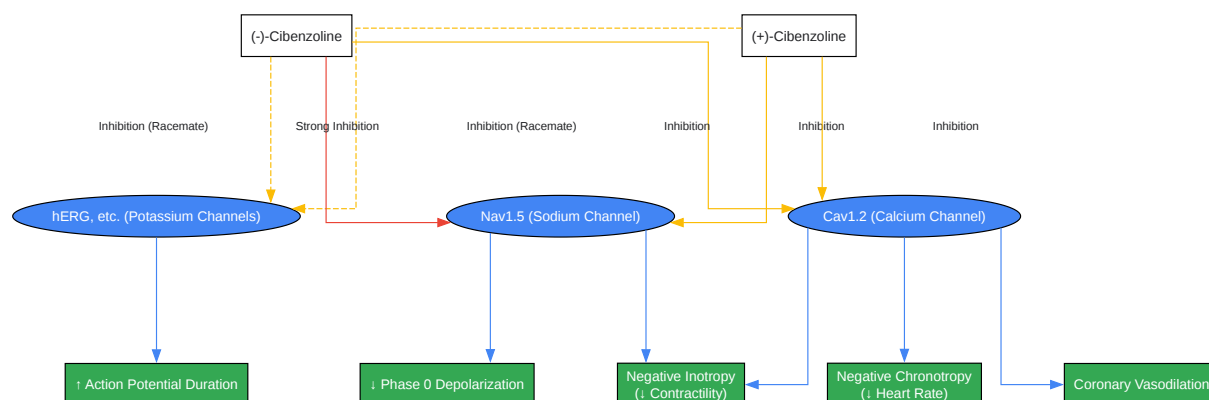 (-)-Cibenzoline
(+)-Cibenzoline
Inhibition (Racemate)
Strong Inhibition
Inhibition (Racemate)
Inhibition
Inhibition
Inhibition
hERG, etc. (Potassium Channels)
Nav1.5 (Sodium Channel)
Cav1.2 (Calcium Channel)
↑ Action Potential Duration
↓ Phase 0 Depolarization
Negative Inotropy
(↓ Contractility)
Negative Chronotropy
(↓ Heart Rate)
Coronary Vasodilation